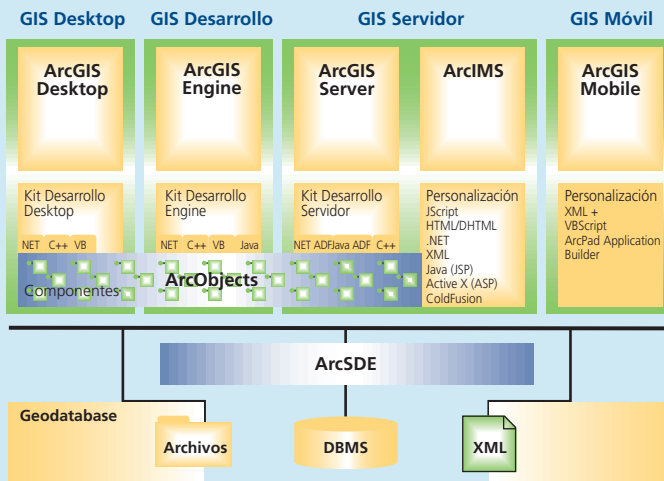 GIS Desktop
GIS Desarrollo
GIS Servidor
GIS Móvil
ArcGIS
Desktop
ArcGIS
Engine
ArcGIS
Server
ArcIMS
ArcGIS
Mobile
Kit Desarrollo
Desktop
NET C++ VB
Kit Desarrollo
Engine
NET C++ VB Java
Kit Desarrollo
Servidor
NET ADFJava ADF C++
Personalización
JScript
HTML/DHTML
.NET
XML
Java (JSP)
Active X (ASP)
ColdFusion
Personalización
XML +
VBScript
ArcPad Application
Builder
ArcObjects
Componentes
ArcSDE
Geodatabase
Archivos
DBMS
XML